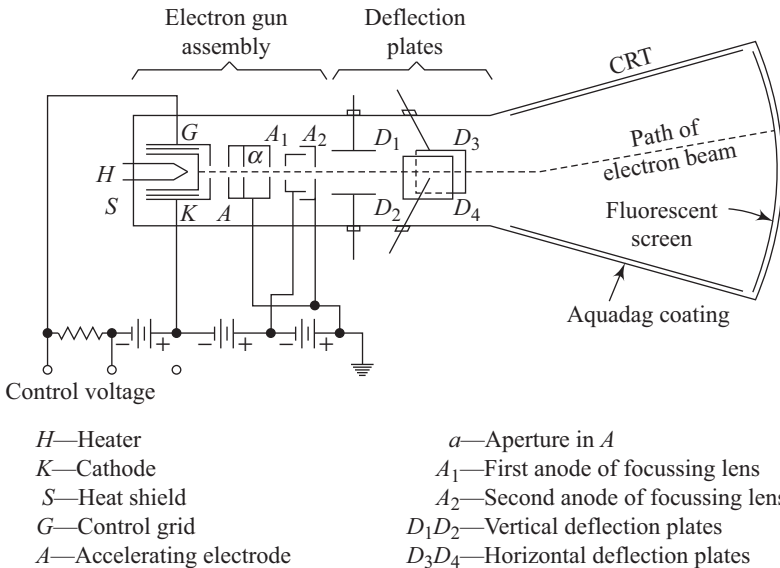 Electron gun
assembly
Deflection
plates
CRT
G
A1
A2
D1
D3
α
H
Path of
electron beam
S
K
A
D2
D4
Fluorescent
screen
Aquadag coating
− + − + − +
Control voltage
H—Heater
K—Cathode
S—Heat shield
G—Control grid
A—Accelerating electrode
a—Aperture in A
A1—First anode of focussing lens
A2—Second anode of focussing lens
D1D2—Vertical deflection plates
D3D4—Horizontal deflection plates